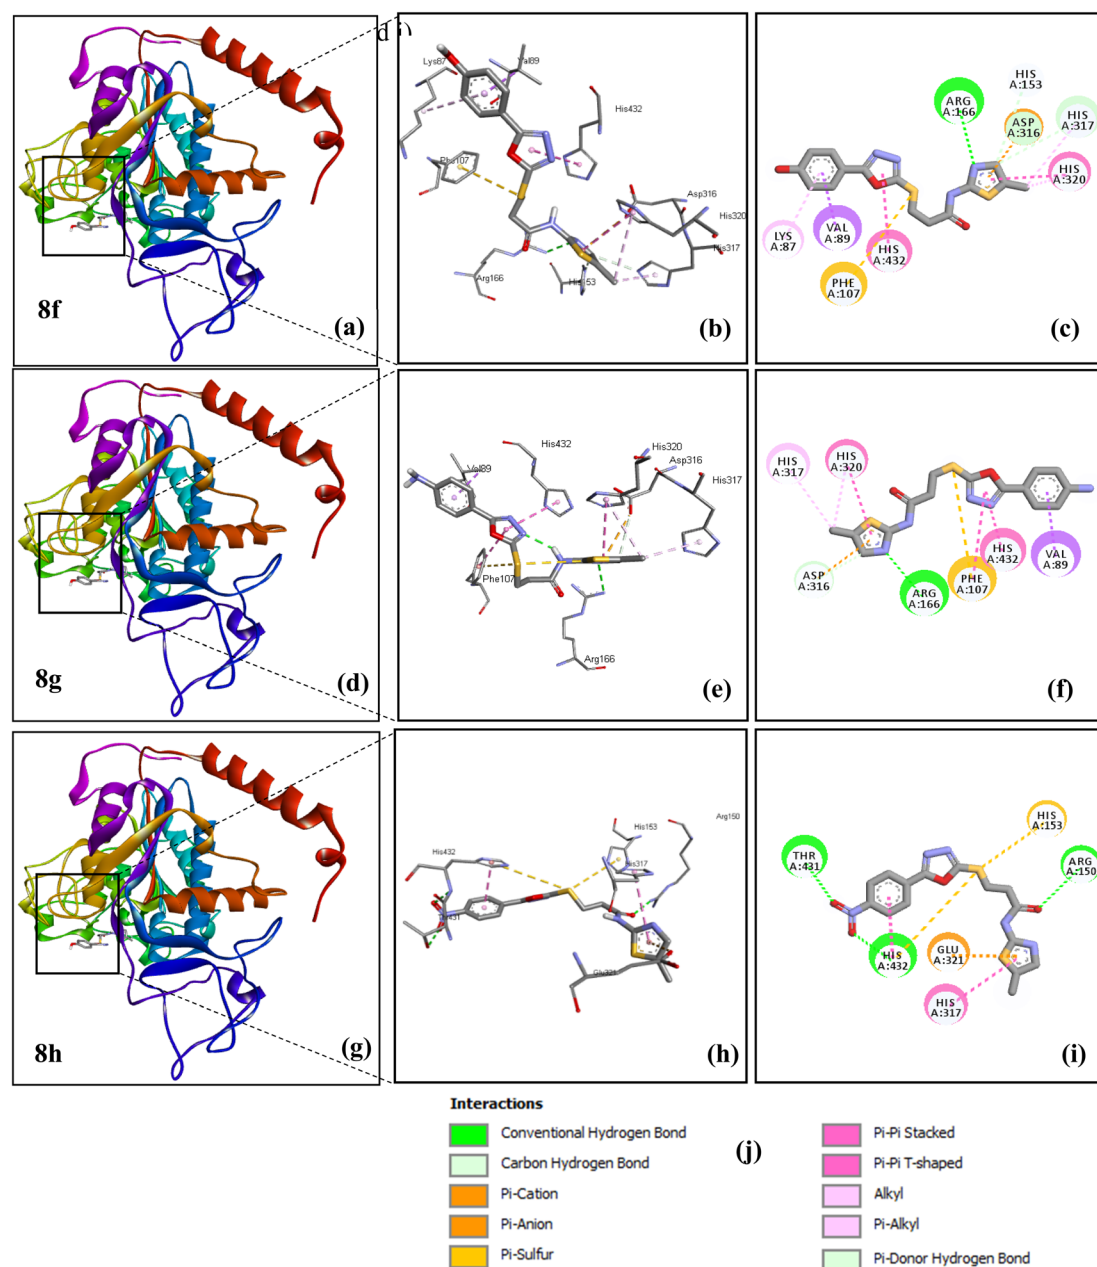 d i)
8f
(a)
Lys87
Val89
His432
Phe107
Asp316
His320
His317
Arg166
His153
(b)
ARG
A:166
HIS
A:153
ASP
A:316
HIS
A:317
HIS
A:320
LYS
A:87
VAL
A:89
HIS
A:432
PHE
A:107
(c)
8g
(d)
His432
Val89
His320
Asp316
His317
Phe107
Arg166
(e)
HIS
A:317
HIS
A:320
ASP
A:316
ARG
A:166
PHE
A:107
HIS
A:432
VAL
A:89
(f)
8h
(g)
Arg150
His153
His432
His317
Glu321
(h)
HIS
A:153
THR
A:431
ARG
A:150
HIS
A:432
GLU
A:321
HIS
A:317
(i)
Interactions
Conventional Hydrogen Bond
Carbon Hydrogen Bond
Pi-Cation
Pi-Anion
Pi-Sulfur
(j)
Pi-Pi Stacked
Pi-Pi T-shaped
Alkyl
Pi-Alkyl
Pi-Donor Hydrogen Bond